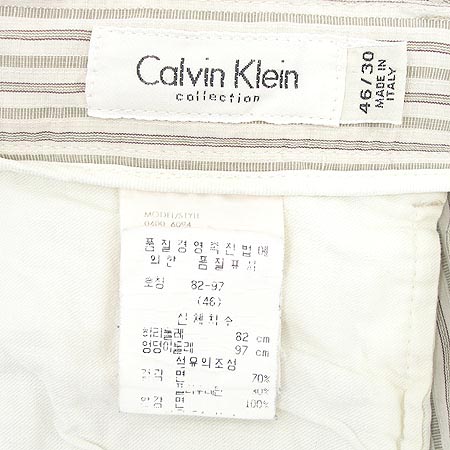 Calvin Klein
collection
46/30
MADE IN
ITALY
MODEL/STYLE
0400 6094
품질경영촉진법에
의한 품질표시
호칭 82-97
(46)
신체치수
허리둘레 82 cm
엉덩이둘레 97 cm
섬유의조성
겉감 면 70%
30%
안감 면 100%